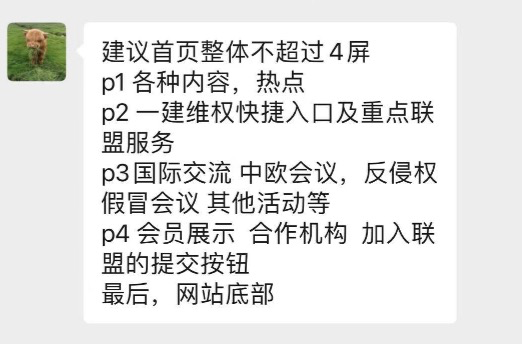 建议首页整体不超过4屏
p1 各种内容，热点
p2 一建维权快捷入口及重点联
盟服务
p3国际交流 中欧会议，反侵权
假冒会议 其他活动等
p4 会员展示  合作机构  加入联
盟的提交按钮
最后，网站底部